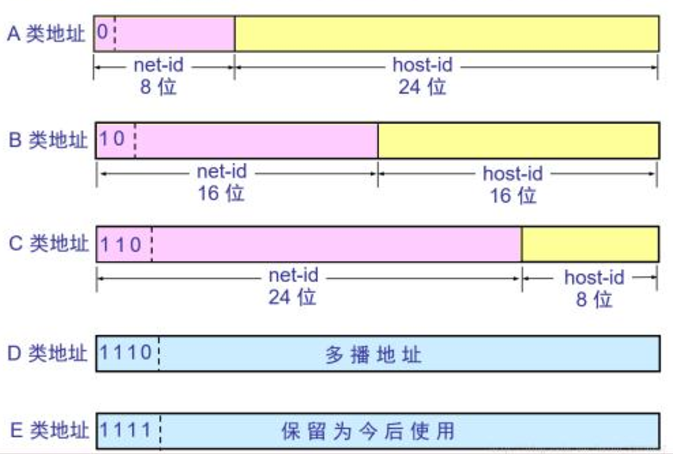 A 类地址
0
net-id
8 位
host-id
24 位
B 类地址
10
net-id
16 位
host-id
16 位
C 类地址
110
net-id
24 位
host-id
8 位
D 类地址
1110
多播地址
E 类地址
1111
保留为今后使用